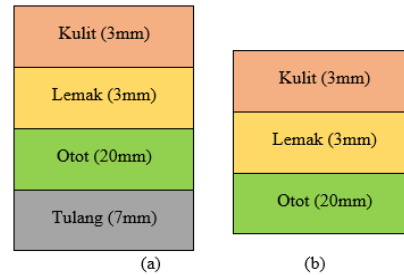 Kulit (3mm)
Lemak (3mm)
Otot (20mm)
Tulang (7mm)
(a)
Kulit (3mm)
Lemak (3mm)
Otot (20mm)
(b)